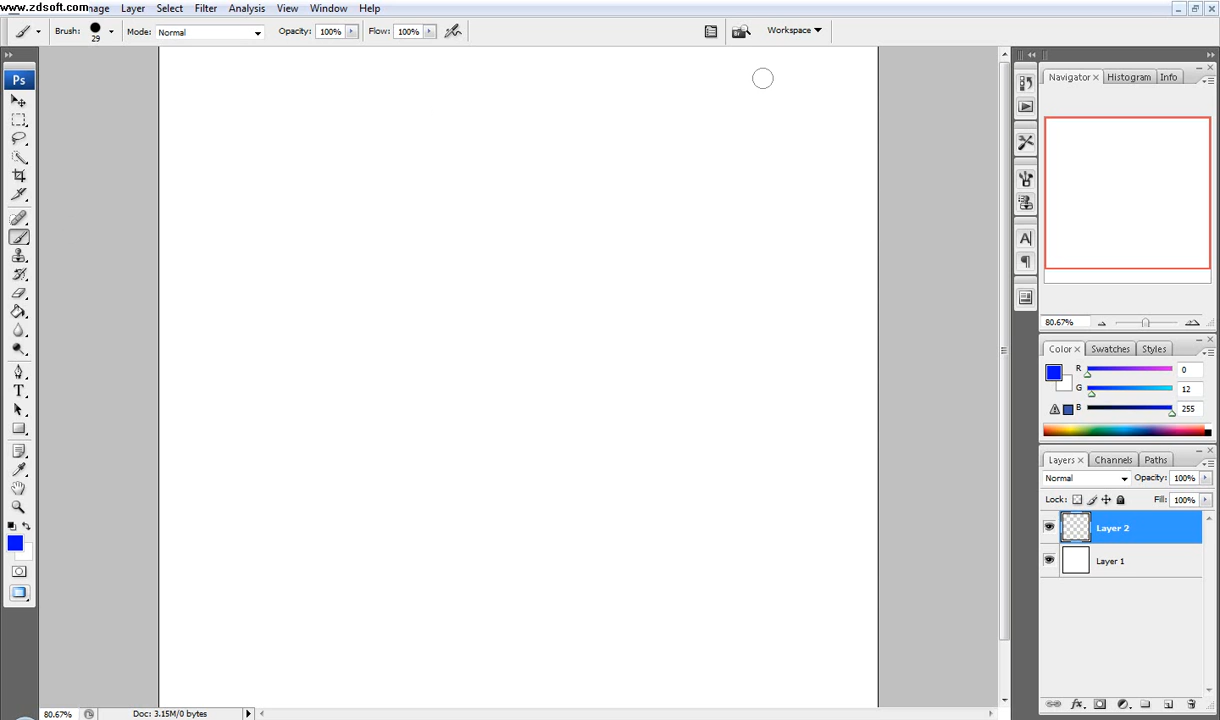 www.zdsoft.com mage Layer Select Filter Analysis View Window Help
Brush: 29 Mode: Normal Opacity: 100% Flow: 100% Workspace
Ps
Navigator Histogram Info
80.67%
Color Swatches Styles
R 0
G 12
B 255
Layers Channels Paths
Normal Opacity: 100%
Lock: Fill: 100%
Layer 2
Layer 1
T
A
80.67% Doc: 3.15M/0 bytes